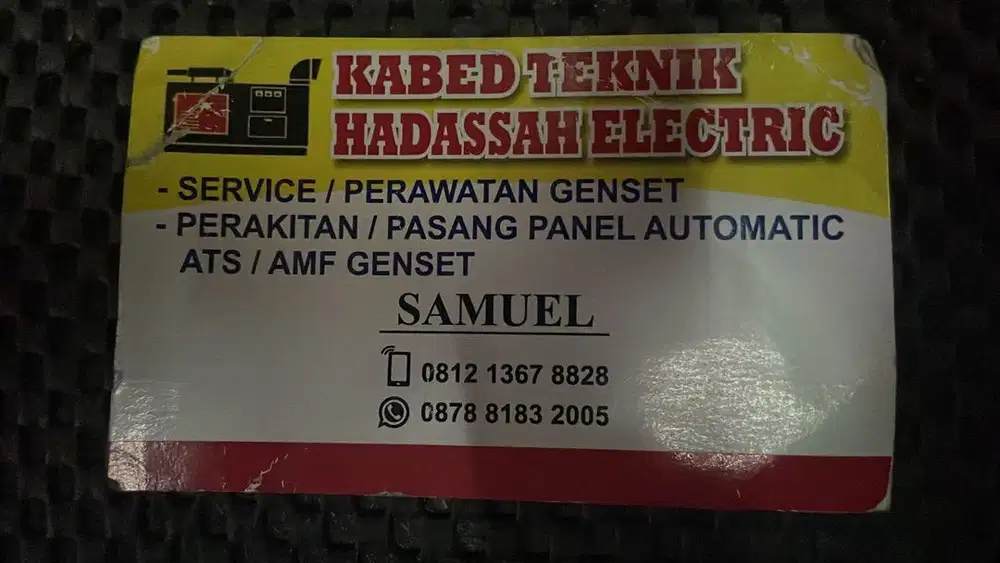 KABED TEKNIK
HADASSAH ELECTRIC
- SERVICE / PERAWATAN GENSET
- PERAKITAN / PASANG PANEL AUTOMATIC
ATS / AMF GENSET
SAMUEL
0812 1367 8828
0878 8183 2005